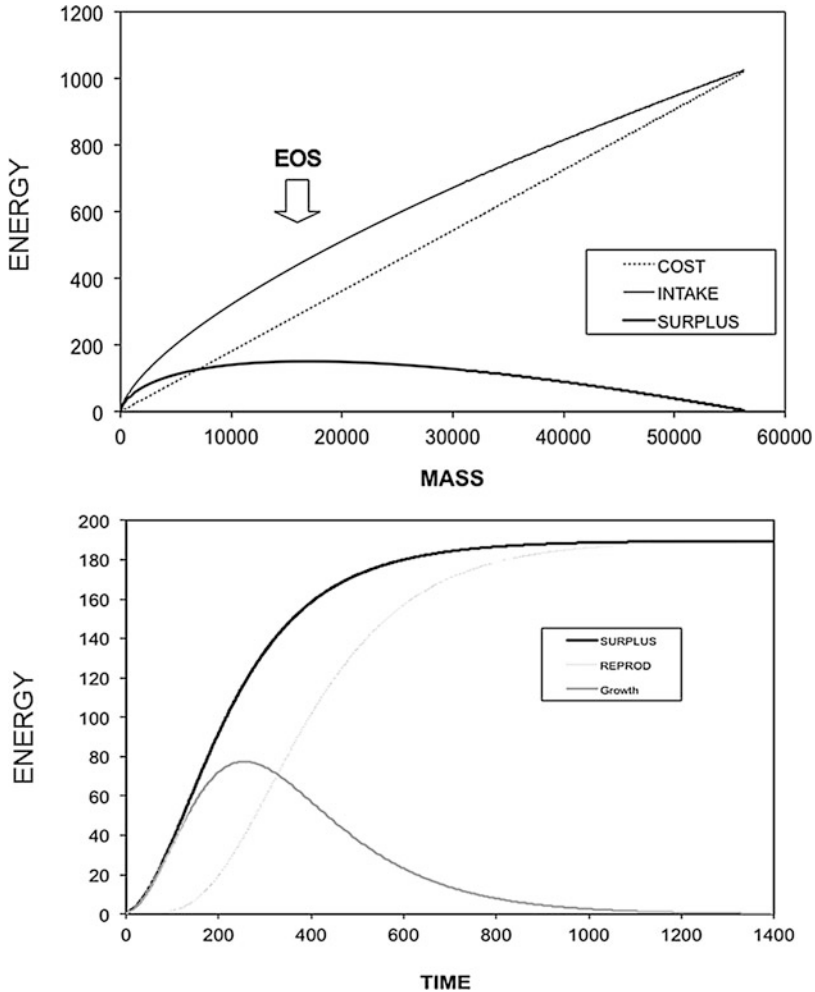 1200
1000
800
600
400
200
0
ENERGY
EOS
COST
INTAKE
SURPLUS
0 10000 20000 30000 40000 50000 60000
MASS
200
180
160
140
120
100
80
60
40
20
0
ENERGY
SURPLUS
REPROD
Growth
0 200 400 600 800 1000 1200 1400
TIME